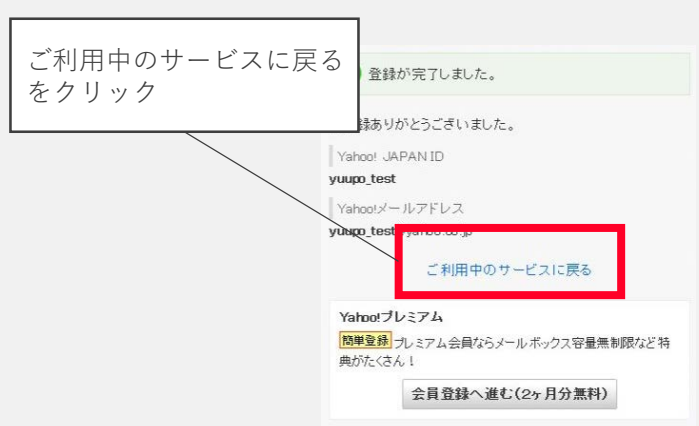 ご利用中のサービスに戻る
をクリック
登録が完了しました。
録ありがとうございました。
Yahoo! JAPAN ID
yuupo_test
Yahoo!メールアドレス
yuupo_test
ご利用中のサービスに戻る
Yahoo!プレミアム
簡単登録 プレミアム会員ならメールボックス容量無制限など特
典がたくさん！
会員登録へ進む(2ヶ月分無料)